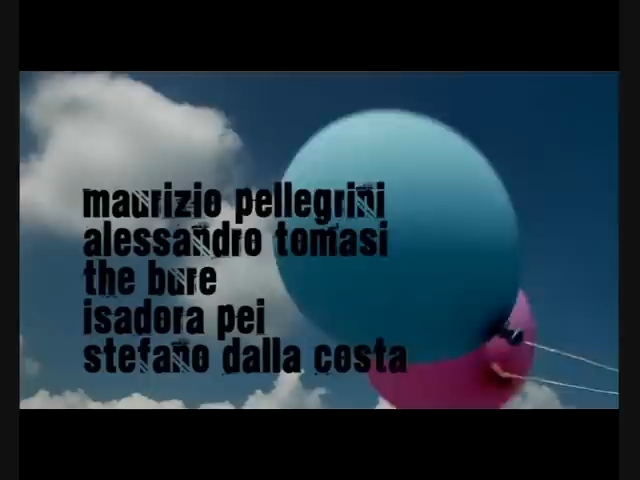 maurizio pellegrini
alessandro tomasi
the bure
isadora pei
stefano dalla costa